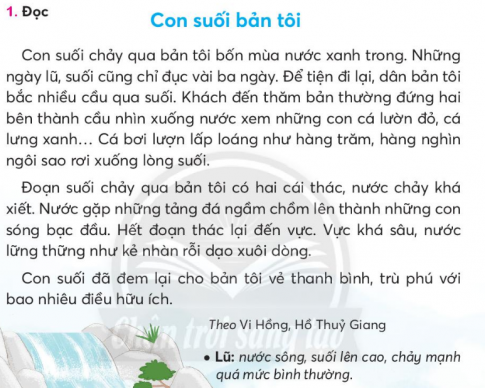 1. Đọc
Con suối bản tôi
Con suối chảy qua bản tôi bốn mùa nước xanh trong. Những
ngày lũ, suối cũng chỉ đục vài ba ngày. Để tiện đi lại, dân bản tôi
bắc nhiều cầu qua suối. Khách đến thăm bản thường đứng hai
bên thành cầu nhìn xuống nước xem những con cá lườn đỏ, cá
lưng xanh... Cá bơi lượn lấp loáng như hàng trăm, hàng nghìn
ngôi sao rơi xuống lòng suối.
Đoạn suối chảy qua bản tôi có hai cái thác, nước chảy khá
xiết. Nước gặp những tảng đá ngầm chồm lên thành những con
sóng bạc đầu. Hết đoạn thác lại đến vực. Vực khá sâu, nước
lững thững như kẻ nhàn rỗi dạo xuôi dòng.
Con suối đã đem lại cho bản tôi vẻ thanh bình, trù phú với
bao nhiêu điều hữu ích.
Theo Vi Hồng, Hồ Thuỷ Giang
Chân trời sáng tạo
• Lũ: nước sông, suối lên cao, chảy mạnh
quá mức bình thường.